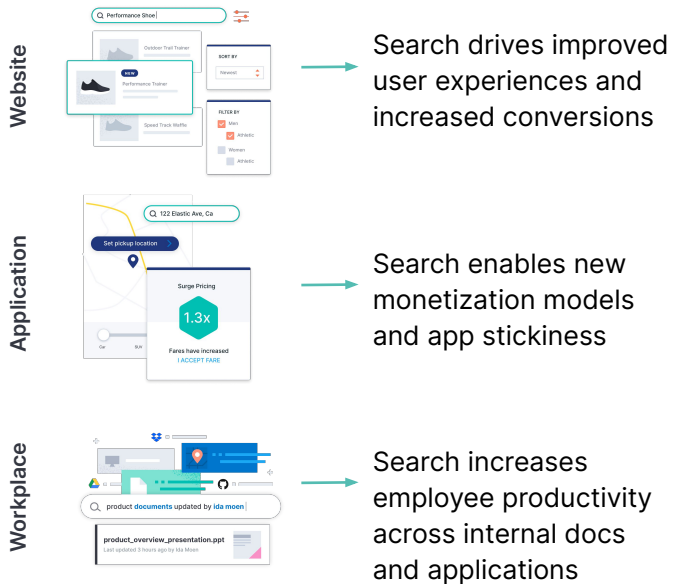 Website
Performance Shoe
Outdoor Trail Trainer
NEW
Performance Trainer
Speed Track Waffle
SORT BY
Newest
FILTER BY
Men
Athletic
Women
Athletic
Search drives improved
user experiences and
increased conversions
Application
122 Elastic Ave, Ca
Set pickup location
Surge Pricing
1.3x
Fares have increased
I ACCEPT FARE
Car
SUV
Search enables new
monetization models
and app stickiness
Workplace
product documents updated by ida moen
product_overview_presentation.ppt
Last updated 3 hours ago by Ida Moen
Search increases
employee productivity
across internal docs
and applications